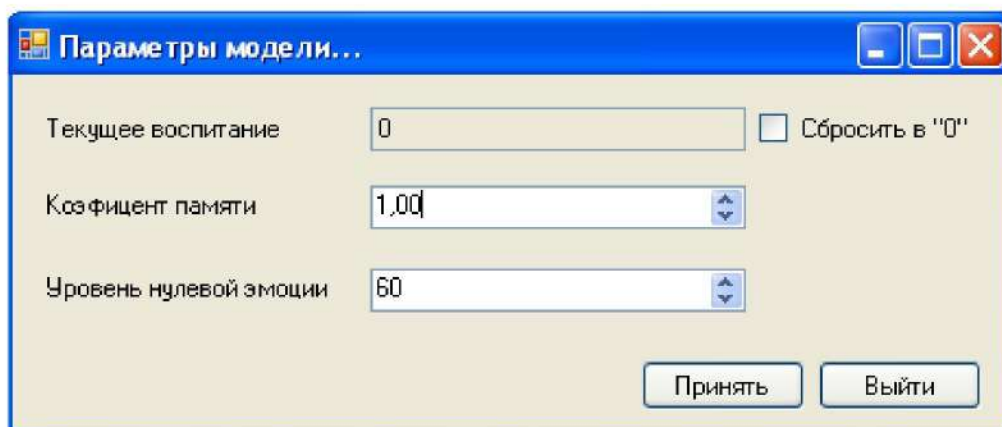 Параметры модели...
Текущее воспитание 0 Сбросить в "0"
Коэфицент памяти 1,00
Уровень нулевой эмоции 60
Принять Выйти